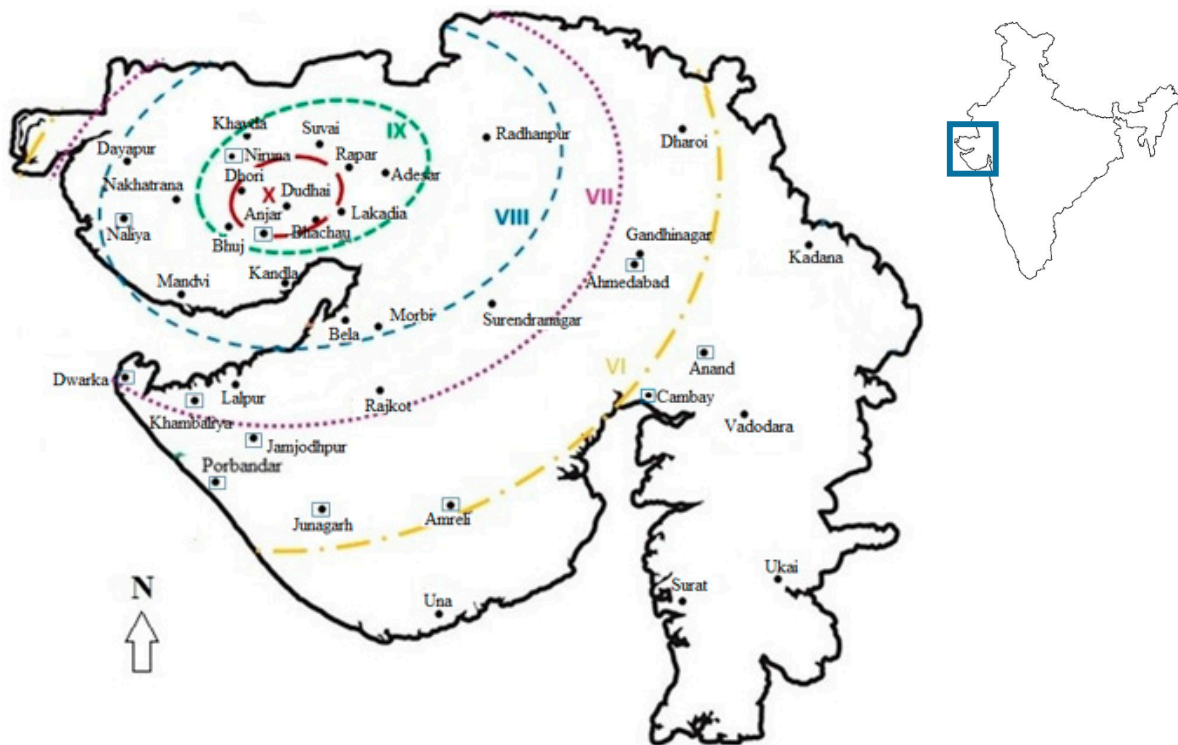 Khavda
Suvai
IX
Radhanpur
Dharoi
Dayapur
Niruna
Rapar
Adesar
Dhori
X
Dudhai
Nakhatrana
VII
Anjar
Lakadia
VIII
Bhachau
Naliya
Bhuj
Gandhinagar
Kadana
Ahmedabad
Kandla
Mandvi
Morbi
Surendranagar
Bela
VI
Anand
Dwarka
Lalpur
Cambay
Rajkot
Khambalrya
Vadodara
Jamjodhpur
Porbandar
Junagarh
Amreli
Ukai
N
Surat
Una